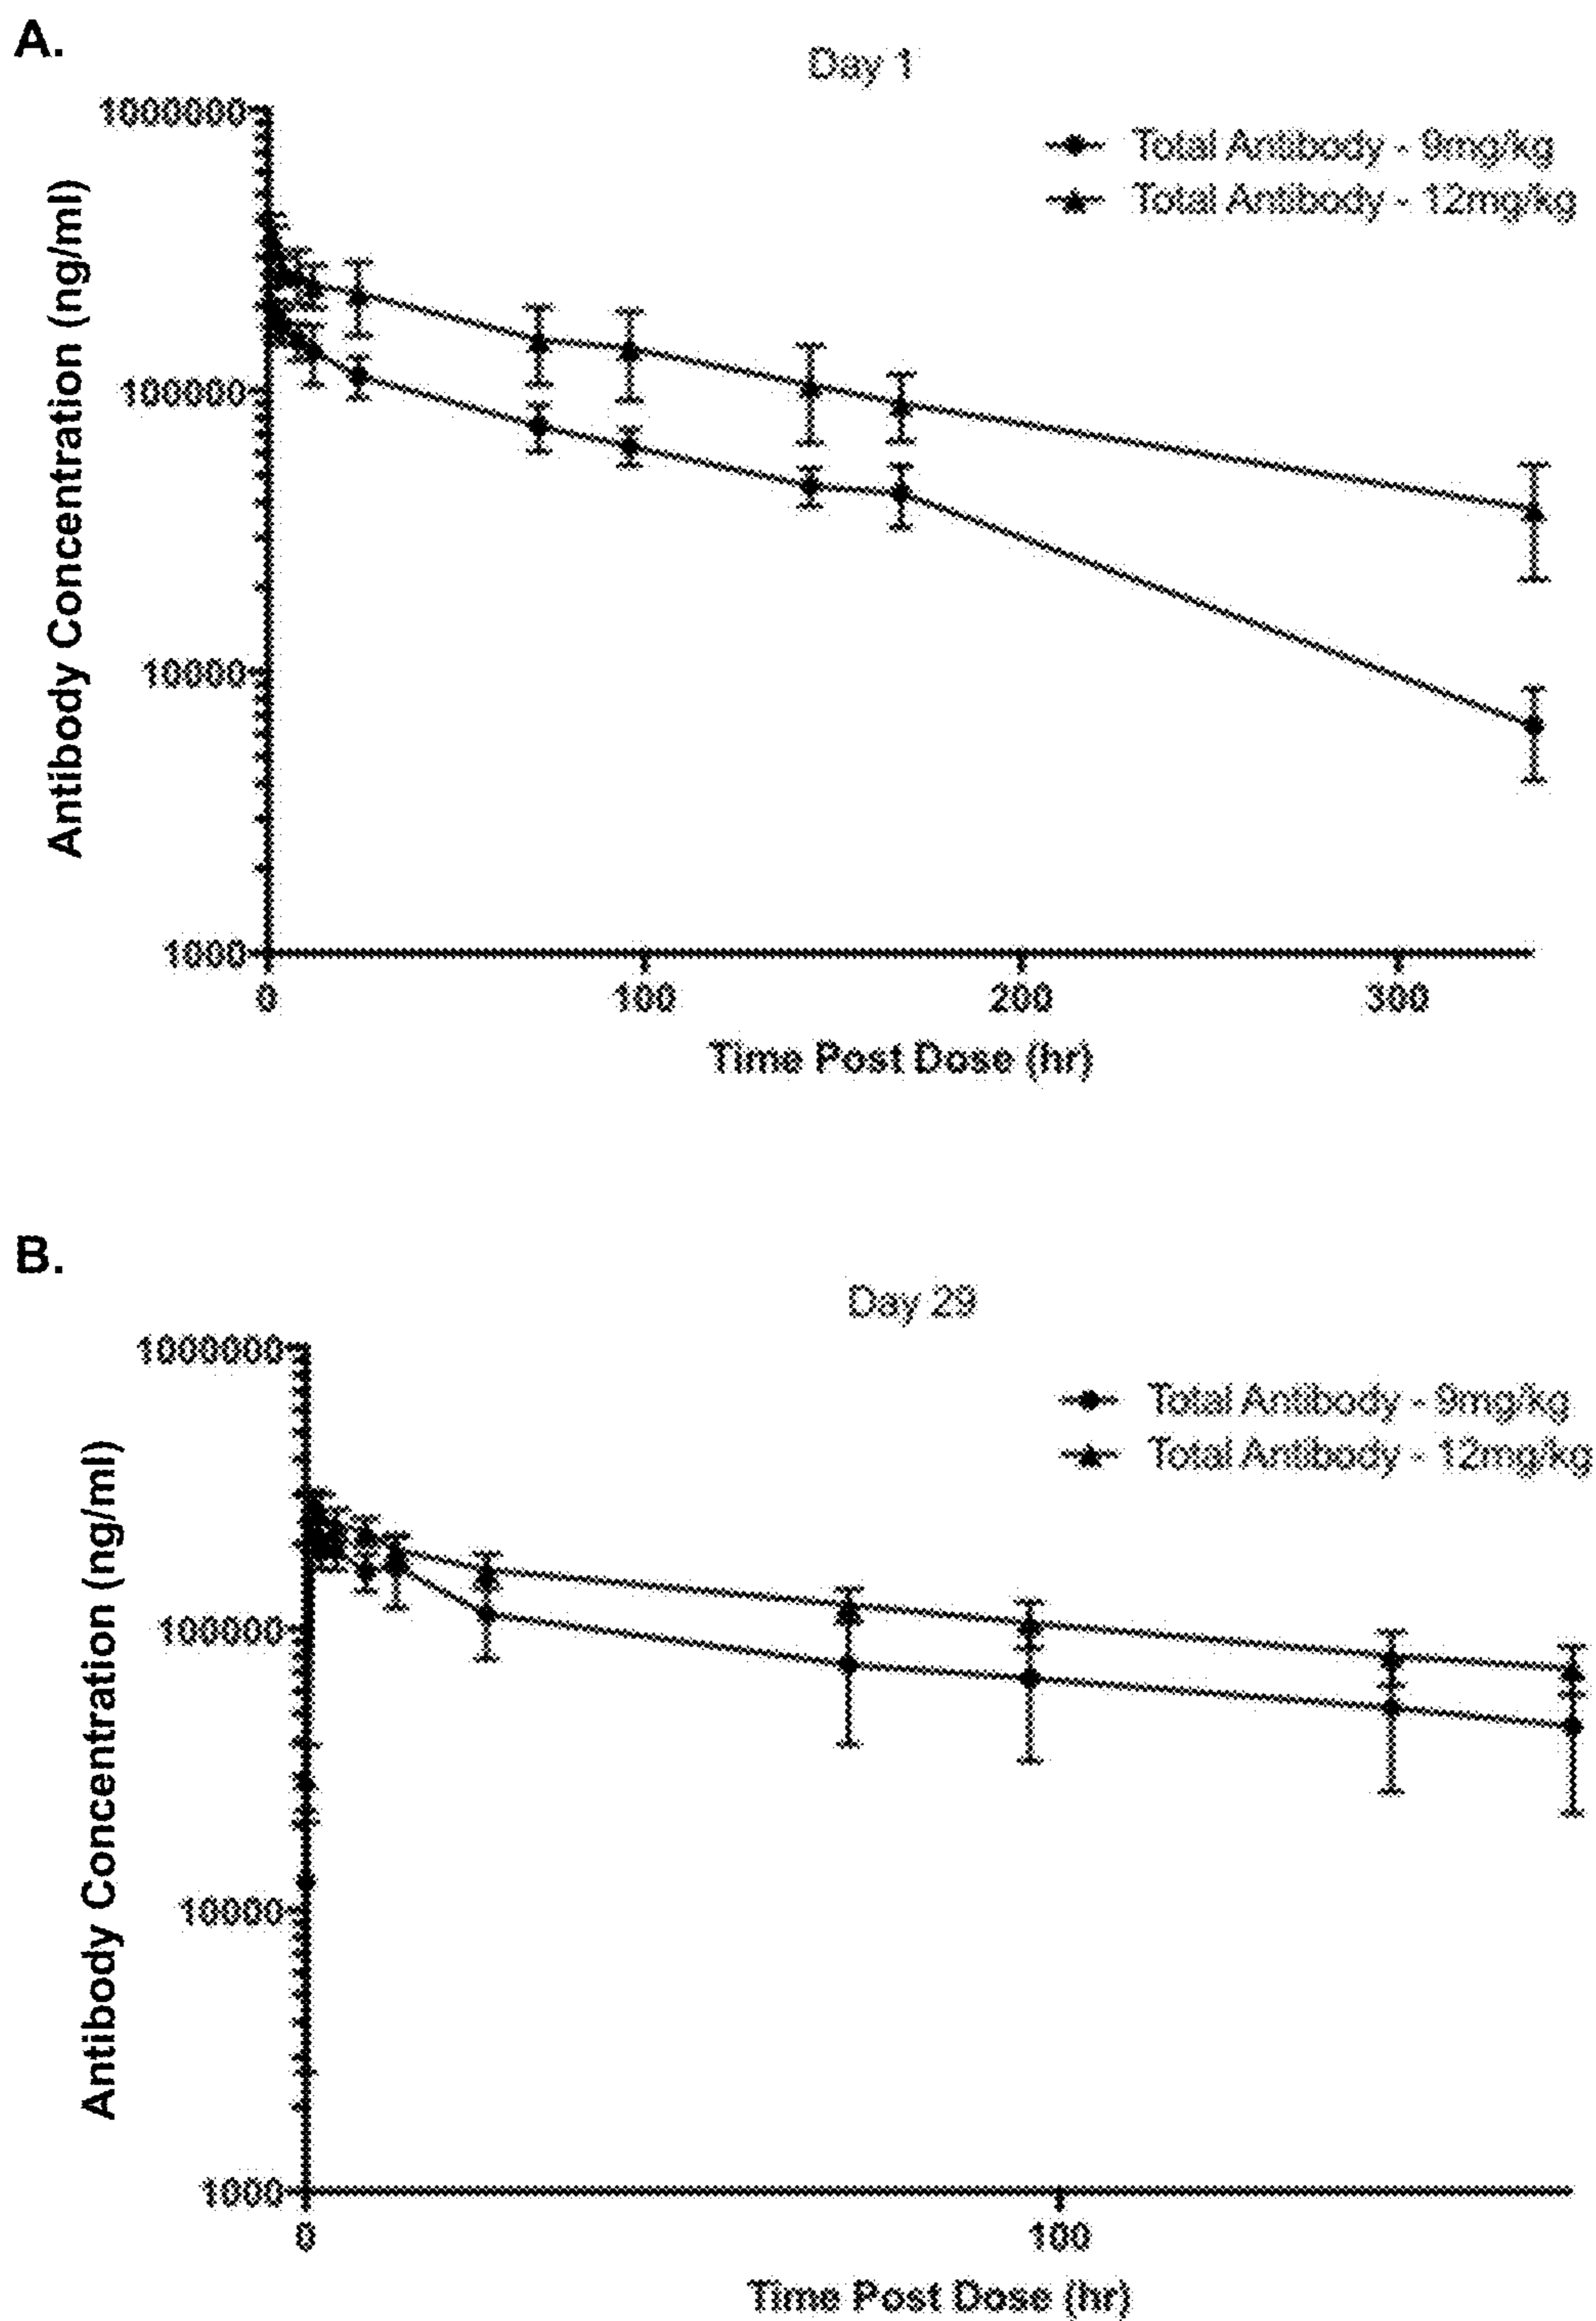 A.
Day 1
1000000
Total Antibody - 9mg/kg
Total Antibody - 12mg/kg
Antibody Concentration (ng/ml)
100000
10000
1000
0
100
200
300
Time Post Dose (hr)
B.
Day 29
1000000
Total Antibody - 9mg/kg
Total Antibody - 12mg/kg
Antibody Concentration (ng/ml)
100000
10000
1000
0
100
Time Post Dose (hr)